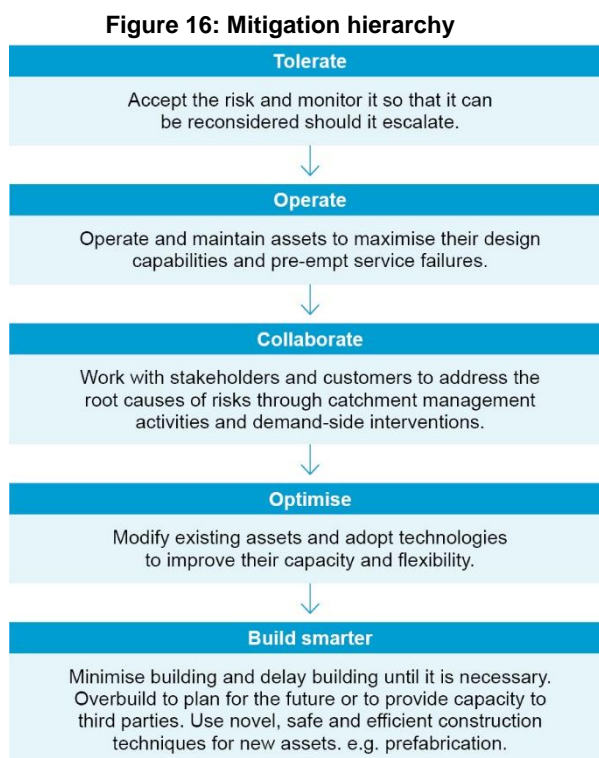 Figure 16: Mitigation hierarchy
Tolerate
Accept the risk and monitor it so that it can
be reconsidered should it escalate.
Operate
Operate and maintain assets to maximise their design
capabilities and pre-empt service failures.
Collaborate
Work with stakeholders and customers to address the
root causes of risks through catchment management
activities and demand-side interventions.
Optimise
Modify existing assets and adopt technologies
to improve their capacity and flexibility.
Build smarter
Minimise building and delay building until it is necessary.
Overbuild to plan for the future or to provide capacity to
third parties. Use novel, safe and efficient construction
techniques for new assets. e.g. prefabrication.